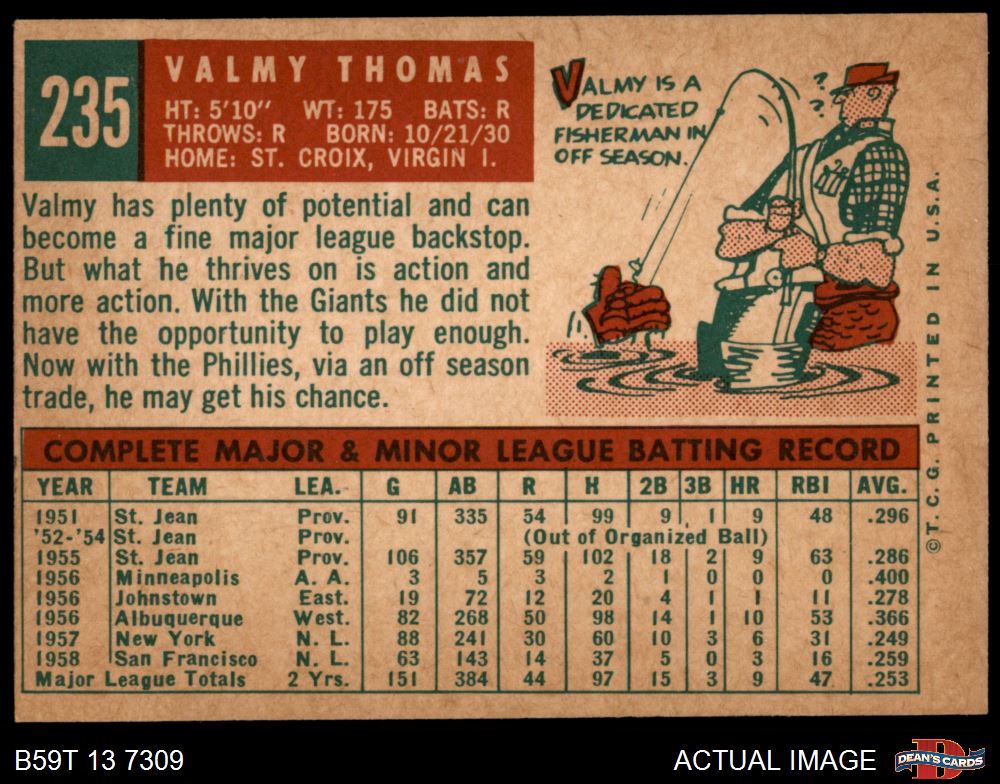 235
VALMY THOMAS
HT: 5'10" WT: 175 BATS: R
THROWS: R BORN: 10/21/30
HOME: ST. CROIX, VIRGIN I.
VALMY IS A
DEDICATED
FISHERMAN IN
OFF SEASON.
? ? ?
Valmy has plenty of potential and can
become a fine major league backstop.
But what he thrives on is action and
more action. With the Giants he did not
have the opportunity to play enough.
Now with the Phillies, via an off season
trade, he may get his chance.
COMPLETE MAJOR & MINOR LEAGUE BATTING RECORD
YEAR TEAM LEA. G AB R H 2B 3B HR RBI AVG.
1951 St. Jean Prov. 91 335 54 99 9 1 9 48 .296
'52-'54 St. Jean Prov. (Out of Organized Ball)
1955 St. Jean Prov. 106 357 59 102 18 2 9 63 .286
1956 Minneapolis A. A. 3 5 3 2 1 0 0 0 .400
1956 Johnstown East. 19 72 12 20 4 1 1 11 .278
1956 Albuquerque West. 82 268 50 98 14 1 10 53 .366
1957 New York N. L. 88 241 30 60 10 3 6 31 .249
1958 San Francisco N. L. 63 143 14 37 5 0 3 16 .259
Major League Totals 2 Yrs. 151 384 44 97 15 3 9 47 .253
©T. C. G. PRINTED IN U.S.A.
B59T 13 7309
ACTUAL IMAGE
D
DEAN'S CARDS